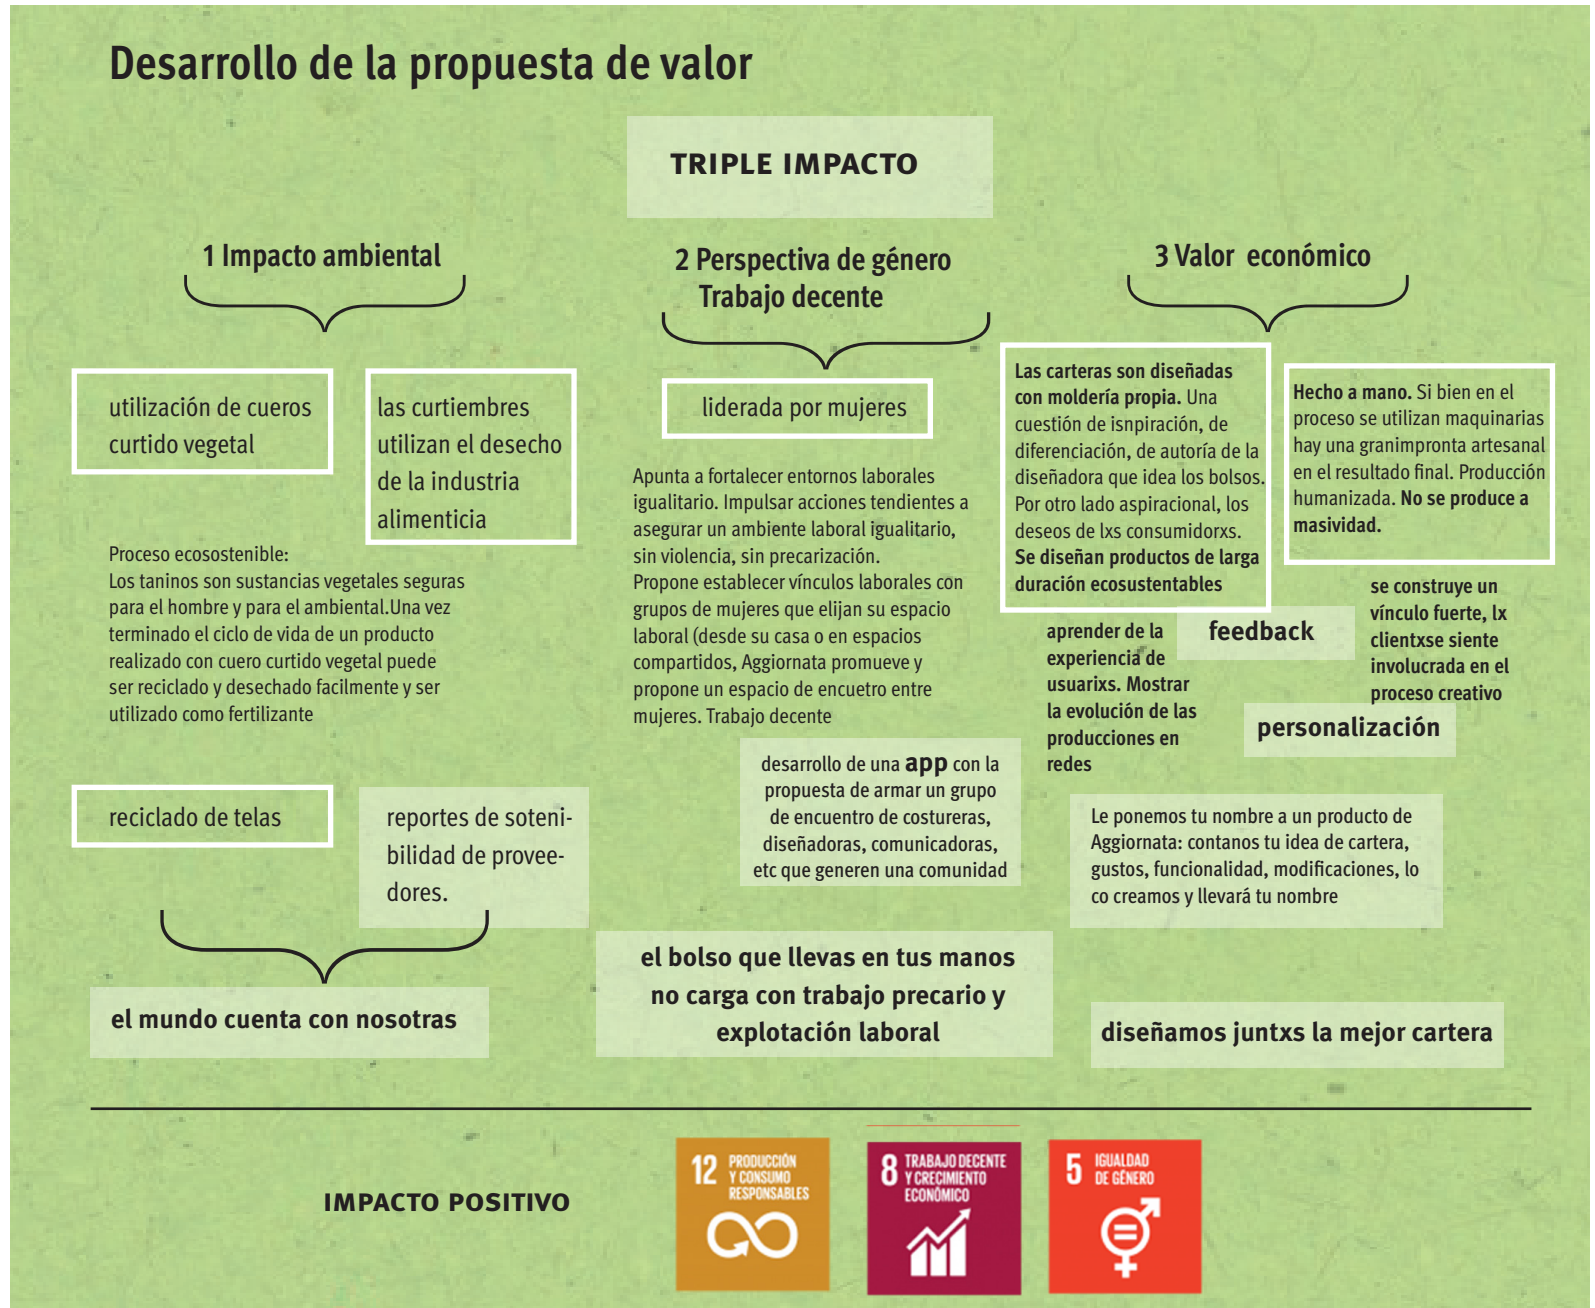 Desarrollo de la propuesta de valor
TRIPLE IMPACTO
1 Impacto ambiental
utilización de cueros
curtido vegetal
las curtiembres
utilizan el desecho
de la industria
alimenticia
Proceso ecosostenible:
Los taninos son sustancias vegetales seguras
para el hombre y para el ambiental.Una vez
terminado el ciclo de vida de un producto
realizado con cuero curtido vegetal puede
ser reciclado y desechado facilmente y ser
utilizado como fertilizante
reciclado de telas
reportes de soteni-
bilidad de provee-
dores.
el mundo cuenta con nosotras
2 Perspectiva de género
Trabajo decente
liderada por mujeres
Apunta a fortalecer entornos laborales
igualitario. Impulsar acciones tendientes a
asegurar un ambiente laboral igualitario,
sin violencia, sin precarización.
Propone establecer vínculos laborales con
grupos de mujeres que elijan su espacio
laboral (desde su casa o en espacios
compartidos, Aggiornata promueve y
propone un espacio de encuetro entre
mujeres. Trabajo decente
desarrollo de una app con la
propuesta de armar un grupo
de encuentro de costureras,
diseñadoras, comunicadoras,
etc que generen una comunidad
el bolso que llevas en tus manos
no carga con trabajo precario y
explotación laboral
3 Valor económico
Las carteras son diseñadas
con moldería propia. Una
cuestión de isnpiración, de
diferenciación, de autoría de la
diseñadora que idea los bolsos.
Por otro lado aspiracional, los
deseos de lxs consumidorxs.
Se diseñan productos de larga
duración ecosustentables
Hecho a mano. Si bien en el
proceso se utilizan maquinarias
hay una granimpronta artesanal
en el resultado final. Producción
humanizada. No se produce a
masividad.
aprender de la
experiencia de
usuarixs. Mostrar
la evolución de las
producciones en
redes
feedback
se construye un
vínculo fuerte, lx
clientxse siente
involucrada en el
proceso creativo
personalización
Le ponemos tu nombre a un producto de
Aggiornata: contanos tu idea de cartera,
gustos, funcionalidad, modificaciones, lo
co creamos y llevará tu nombre
diseñamos juntxs la mejor cartera
IMPACTO POSITIVO
12 PRODUCCIÓN
Y CONSUMO
RESPONSABLES
8 TRABAJO DECENTE
Y CRECIMIENTO
ECONÓMICO
5 IGUALDAD
DE GÉNERO